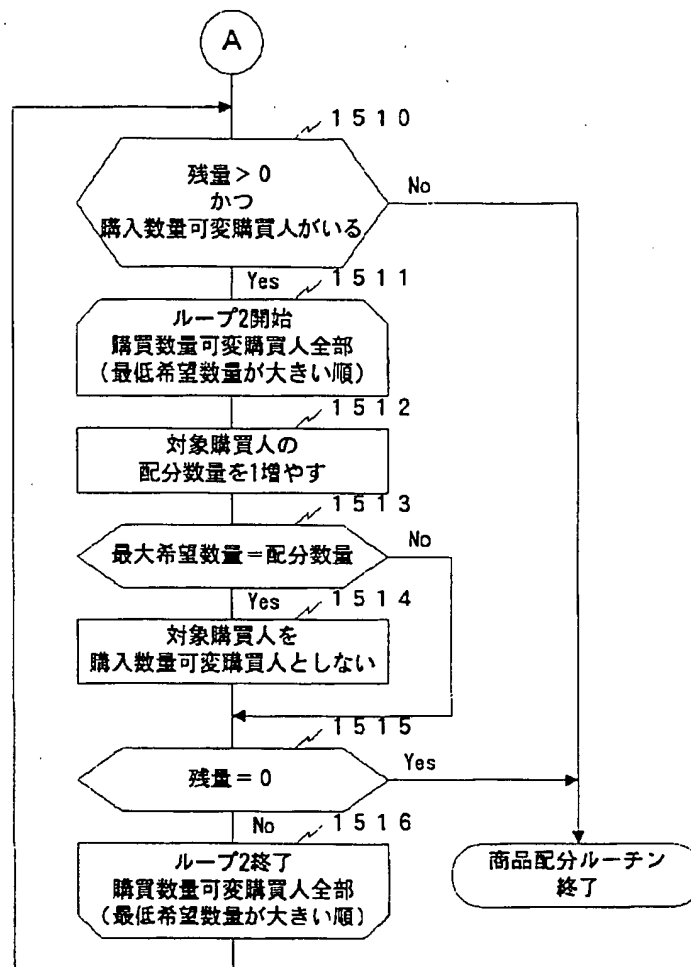 A
1510
残量>0
かつ
購入数量可変購買人がいる
No
Yes
1511
ループ2開始
購買数量可変購買人全部
(最低希望数量が大きい順)
1512
対象購買人の
配分数量を1増やす
1513
最大希望数量=配分数量
No
Yes
1514
対象購買人を
購入数量可変購買人としない
1515
残量=0
Yes
No
1516
ループ2終了
購買数量可変購買人全部
(最低希望数量が大きい順)
商品配分ルーチン
終了